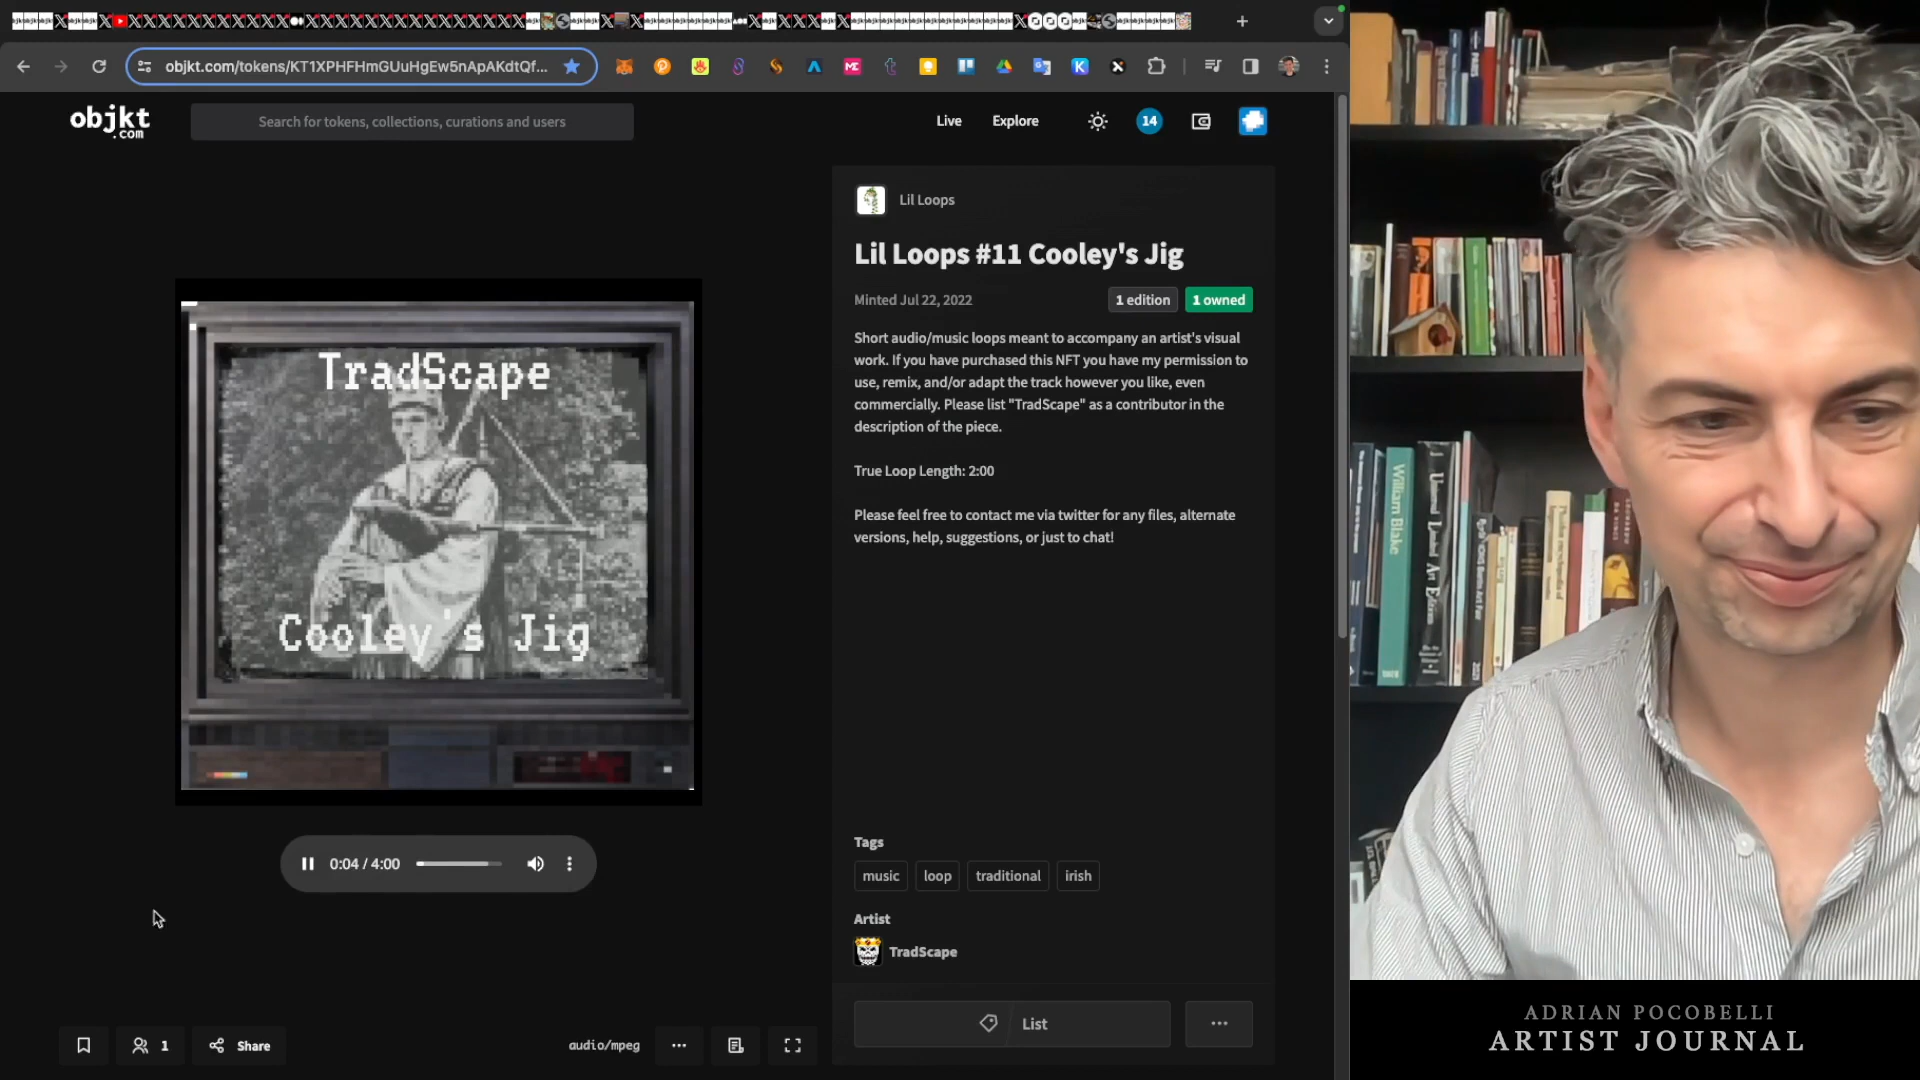 objkt.com/tokens/KT1XPHFHmGUuHgEw5nApAKdtQf...
objkt
.com
Search for tokens, collections, curations and users
Live
Explore
14
Lil Loops
Lil Loops #11 Cooley's Jig
Minted Jul 22, 2022
1 edition
1 owned
Short audio/music loops meant to accompany an artist's visual
work. If you have purchased this NFT you have my permission to
use, remix, and/or adapt the track however you like, even
commercially. Please list "TradScape" as a contributor in the
description of the piece.
True Loop Length: 2:00
Please feel free to contact me via twitter for any files, alternate
versions, help, suggestions, or just to chat!
TradScape
Cooley's Jig
0:04 / 4:00
Tags
music
loop
traditional
irish
Artist
TradScape
List
1
Share
audio/mpeg
William Blake
ADRIAN POCOBELLI
ARTIST JOURNAL